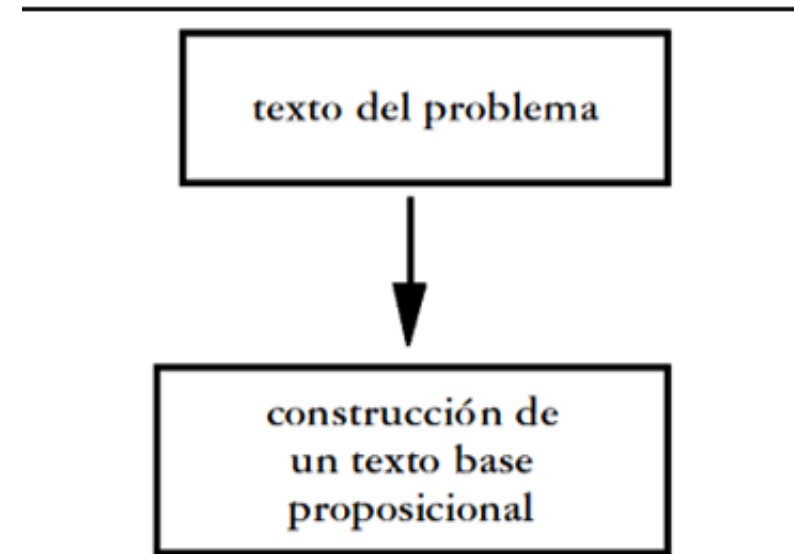 texto del problema
construcción de
un texto base
proposicional